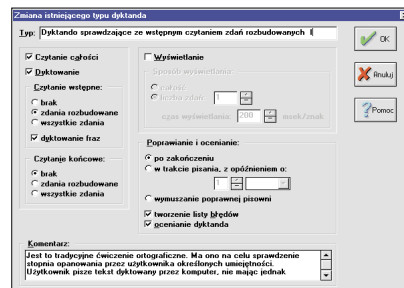 Zmiana istniejącego typu dyktanda
Typ: Dyktando sprawdzające ze wstępnym czytaniem zdań rozbudowanych
OK
Anuluj
Pomoc
Czytanie całości
Dyktowanie
Czytanie wstępne:
brak
zdania rozbudowane
wszystkie zdania
dyktowanie fraz
Czytanie końcowe:
brak
zdania rozbudowane
wszystkie zdania
Wyświetlanie
Sposób wyświetlania:
całość
liczba zdań: 1
czas wyświetlania: 200 msek/znak
Poprawianie i ocenianie:
po zakończeniu
w trakcie pisania, z opóźnieniem o:
1
wymuszanie poprawnej pisowni
tworzenie listy błędów
ocenianie dyktanda
Komentarz:
Jest to tradycyjne ćwiczenie ortograficzne. Ma ono na celu sprawdzenie
stopnia opanowania przez użytkownika określonych umiejętności.
Użytkownik pisze tekst dyktowany przez komputer, nie mając jednak